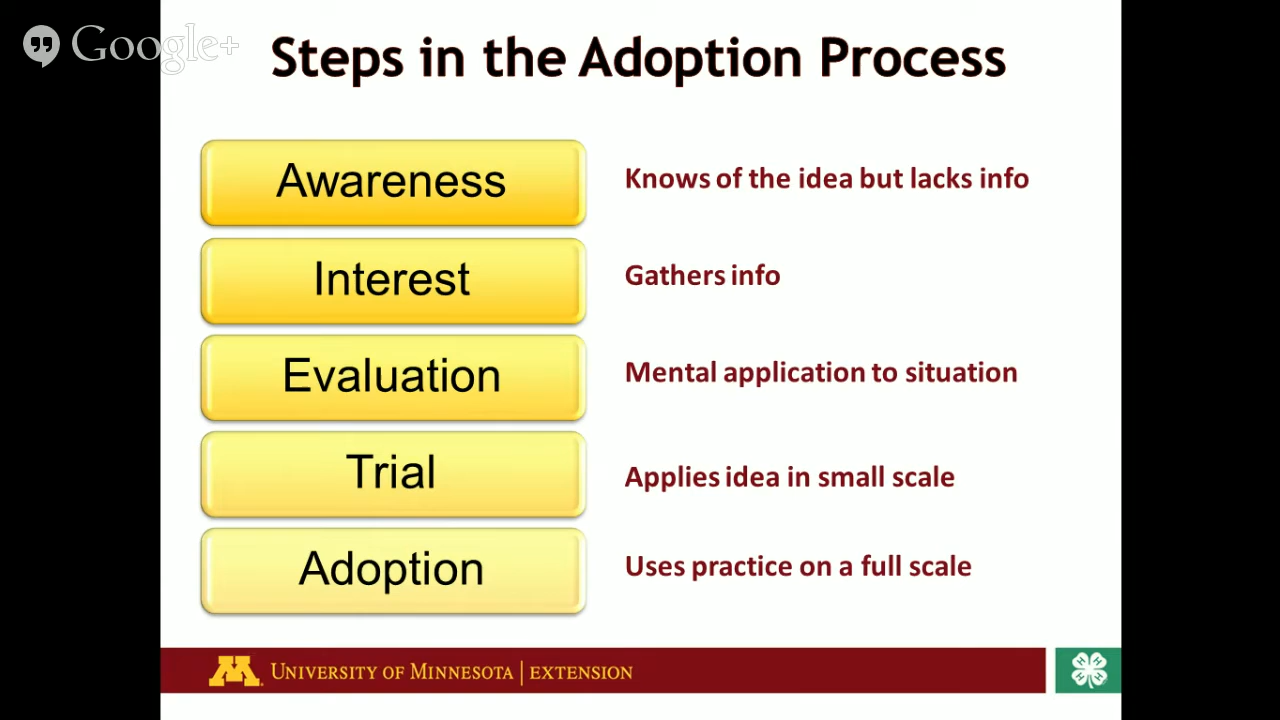 Google+
Steps in the Adoption Process
Awareness
Knows of the idea but lacks info
Interest
Gathers info
Evaluation
Mental application to situation
Trial
Applies idea in small scale
Adoption
Uses practice on a full scale
M
UNIVERSITY OF MINNESOTA | EXTENSION
H H H H